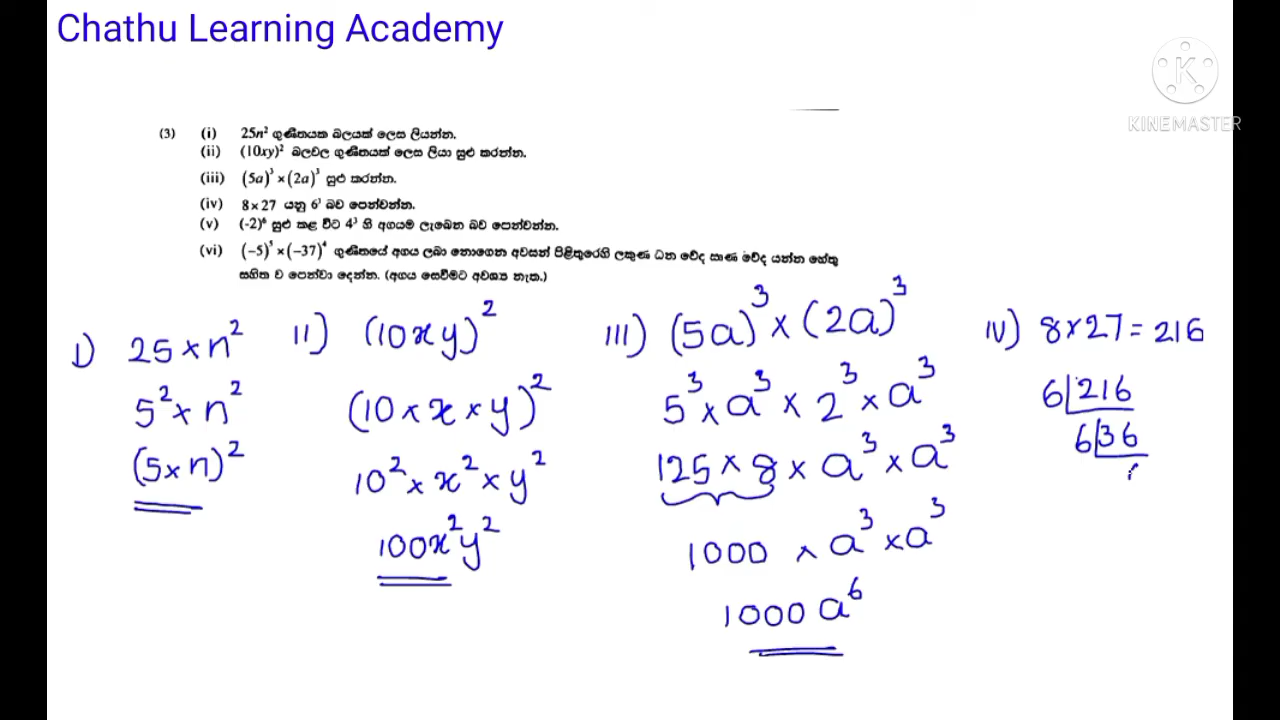 Chathu Learning Academy
KINEMASTER
(3) (i) 25n² ගුණිතයක බලයක් ලෙස ලියන්න.
(ii) (10xy)² බලවල ගුණිතයක් ලෙස ලියා සුළු කරන්න.
(iii) (5a)³ × (2a)³ සුළු කරන්න.
(iv) 8 × 27 යනු 6³ බව පෙන්වන්න.
(v) (-2)⁶ සුළු කළ විට 4³ හි අගයම ලැබෙන බව පෙන්වන්න.
(vi) (−5)⁵ × (−37)⁴ ගුණිතයේ අගය ලබා නොගෙන අවසන් පිළිතුරෙහි ලකුණ ධන වේද ඍණ වේද යන්න හේතු
සහිත ව පෙන්වා දෙන්න. (අගය සෙවීමට අවශ්‍ය නැත.)
I) 25 × n²
5² × n²
(5 × n)²
II) (10xy)²
(10 × x × y)²
10² × x² × y²
100x²y²
III) (5a)³ × (2a)³
5³ × a³ × 2³ × a³
125 × 8 × a³ × a³
1000 × a³ × a³
1000 a⁶
IV) 8 × 27 = 216
6 216
6 36